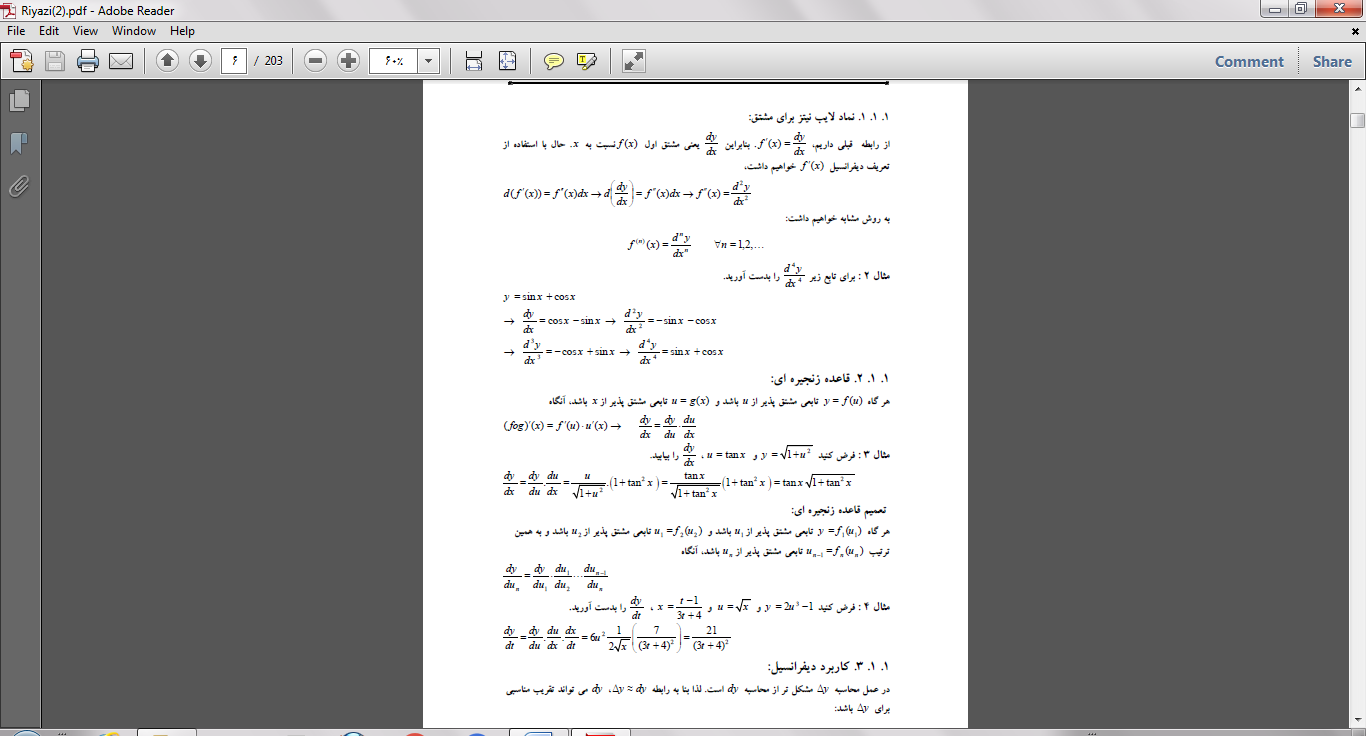 Riyazi(2).pdf - Adobe Reader
File Edit View Window Help
۶ / 203 ۶۰٪ Comment Share
۱. ۱. ۱. نماد لایب نیتز برای مشتق:
از رابطه قبلی داریم، f′(x) = dy/dx. بنابراین dy/dx یعنی مشتق اول f(x) نسبت به x. حال با استفاده از
تعریف دیفرانسیل f′(x) خواهیم داشت،
d(f′(x)) = f″(x)dx → d(dy/dx) = f″(x)dx → f″(x) = d²y/dx²
به روش مشابه خواهیم داشت:
f⁽ⁿ⁾(x) = dⁿy/dxⁿ ∀n = 1,2,…
مثال ۲ : برای تابع زیر d⁴y/dx⁴ را بدست آورید.
y = sin x + cos x
→ dy/dx = cos x − sin x → d²y/dx² = −sin x − cos x
→ d³y/dx³ = −cos x + sin x → d⁴y/dx⁴ = sin x + cos x
۱. ۱. ۲. قاعده زنجیره ای:
هر گاه y = f(u) تابعی مشتق پذیر از u باشد و u = g(x) تابعی مشتق پذیر از x باشد، آنگاه
(fog)′(x) = f′(u)·u′(x) → dy/dx = dy/du · du/dx
مثال ۳ : فرض کنید y = √(1+u²) و u = tan x ، dy/dx را بیابید.
dy/dx = dy/du . du/dx = u/√(1+u²) .(1+tan² x) = tan x/√(1+tan² x) (1+tan² x) = tan x √(1+tan² x)
تعمیم قاعده زنجیره ای:
هر گاه y = f₁(u₁) تابعی مشتق پذیر از u₁ باشد و u₁ = f₂(u₂) تابعی مشتق پذیر از u₂ باشد و به همین
ترتیب uₙ₋₁ = fₙ(uₙ) تابعی مشتق پذیر از uₙ باشد، آنگاه
dy/duₙ = dy/du₁ · du₁/du₂ ⋯ duₙ₋₁/duₙ
مثال ۴ : فرض کنید y = 2u³ − 1 و u = √x و x = (t−1)/(3t+4) ، dy/dt را بدست آورید.
dy/dt = dy/du . du/dx . dx/dt = 6u² 1/(2√x) (7/(3t+4)²) = 21/(3t+4)²
۱. ۱. ۳. کاربرد دیفرانسیل:
در عمل محاسبه Δy مشکل تر از محاسبه dy است. لذا بنا به رابطه Δy ≈ dy، dy می تواند تقریب مناسبی
برای Δy باشد: